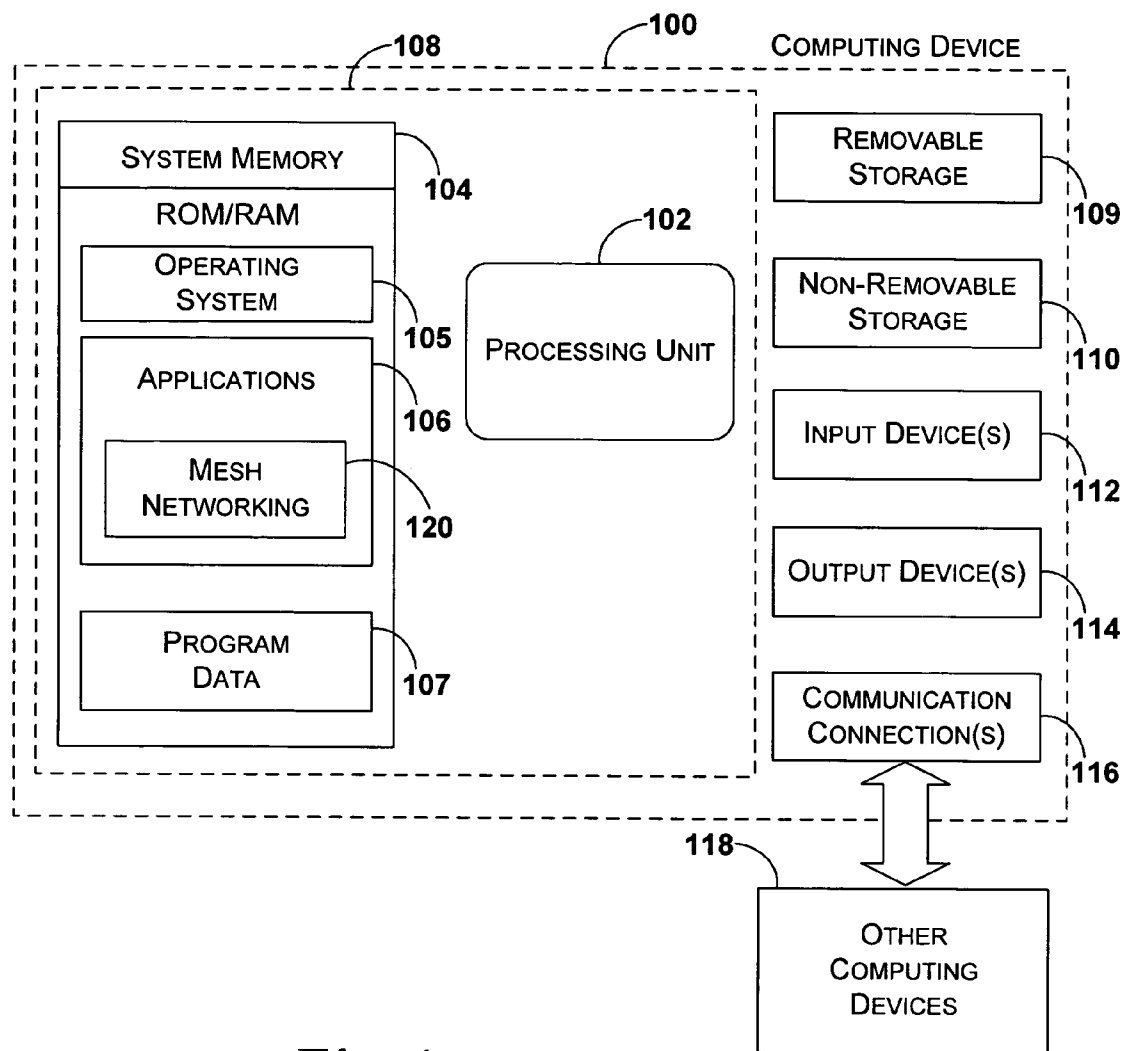 100
COMPUTING DEVICE
108
SYSTEM MEMORY
104
ROM/RAM
OPERATING
SYSTEM
105
APPLICATIONS
106
MESH
NETWORKING
120
PROGRAM
DATA
107
102
PROCESSING UNIT
REMOVABLE
STORAGE
109
NON-REMOVABLE
STORAGE
110
INPUT DEVICE(S)
112
OUTPUT DEVICE(S)
114
COMMUNICATION
CONNECTION(S)
116
118
OTHER
COMPUTING
DEVICES